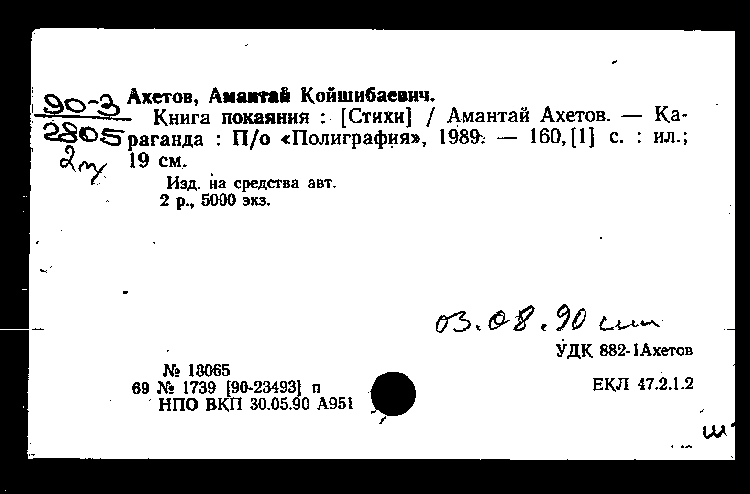 90-3
2805
Ахетов, Амантай Койшибаевич.
Книга покаяния : [Стихи] / Амантай Ахетов. — Ка-
раганда : П/о «Полиграфия», 1989. — 160, [1] с. : ил.;
19 см.
Изд. на средства авт.
2 р., 5000 экз.
03.08.90
УДК 882-1Ахетов
№ 18065
69 № 1739 [90-23493] п
ЕКЛ 47.2.1.2
НПО ВКП 30.05.90 А951
ш